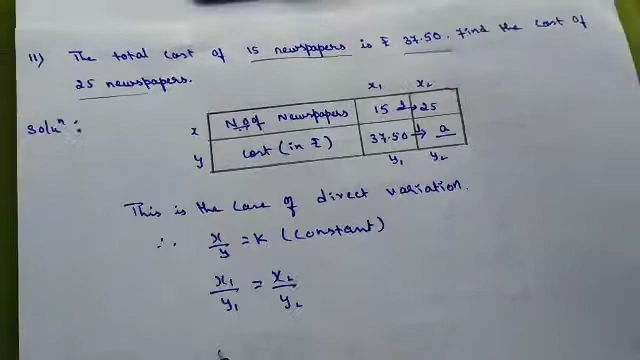 11) The total cost of 15 newspapers is ₹ 37.50. Find the cost of
25 newspapers.
Soluⁿ :
x₁ x₂
x No of Newspapers 15 25
y Cost (in ₹) 37.50 a
y₁ y₂
This is the case of direct variation.
∴ x/y = K (constant)
x₁/y₁ = x₂/y₂